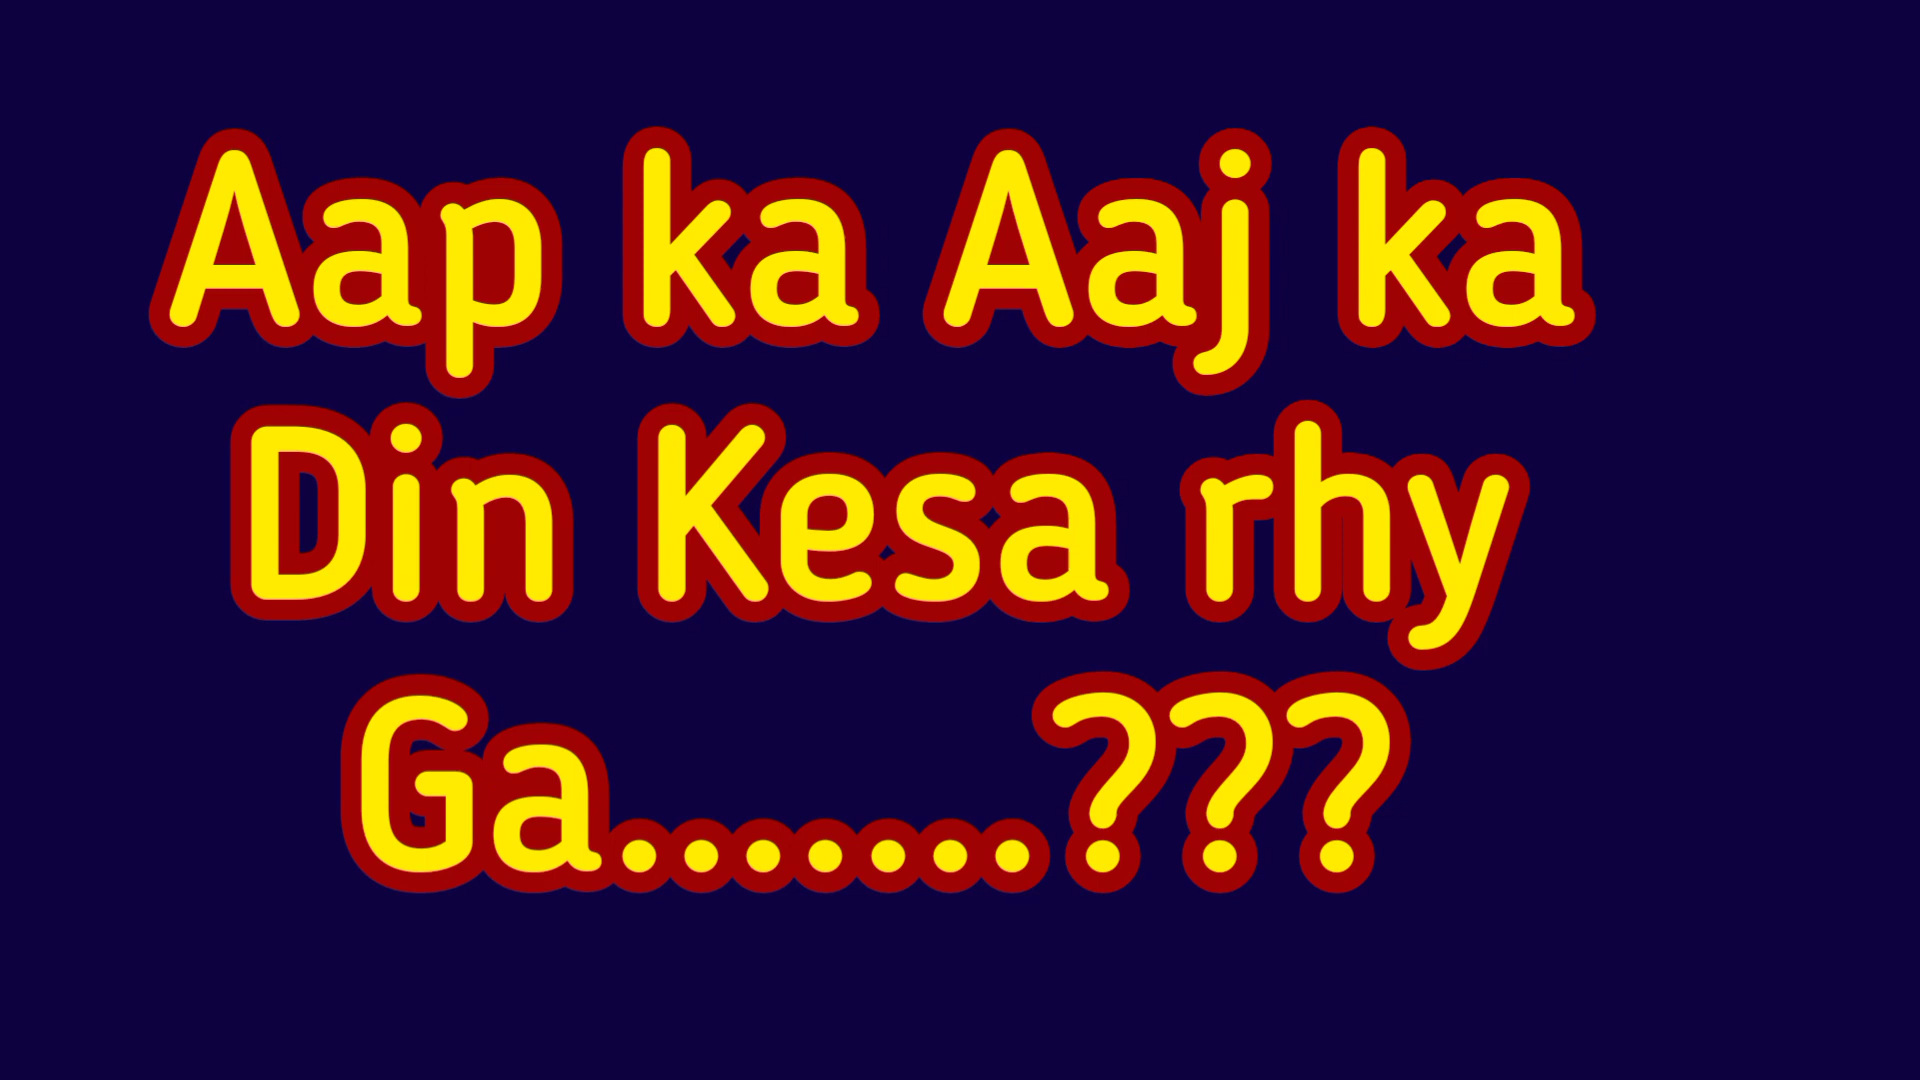 Aap ka Aaj ka
Din Kesa rhy
Ga.......???